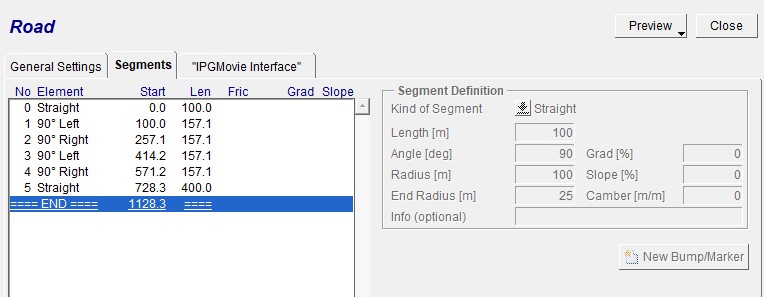 Road
Preview Close
General Settings Segments "IPGMovie Interface"
No Element Start Len Fric Grad Slope
0 Straight 0.0 100.0
1 90° Left 100.0 157.1
2 90° Right 257.1 157.1
3 90° Left 414.2 157.1
4 90° Right 571.2 157.1
5 Straight 728.3 400.0
==== END ==== 1128.3 ====
Segment Definition
Kind of Segment Straight
Length [m] 100
Angle [deg] 90 Grad [%] 0
Radius [m] 100 Slope [%] 0
End Radius [m] 25 Camber [m/m] 0
Info (optional)
New Bump/Marker